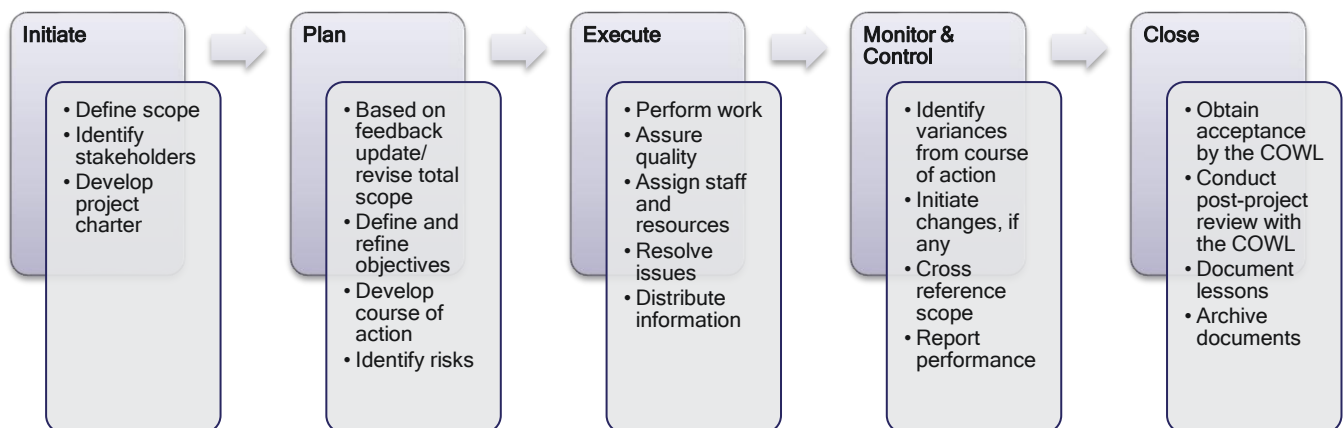 Initiate
• Define scope
• Identify
stakeholders
• Develop
project
charter
Plan
• Based on
feedback
update/
revise total
scope
• Define and
refine
objectives
• Develop
course of
action
• Identify risks
Execute
• Perform work
• Assure
quality
• Assign staff
and
resources
• Resolve
issues
• Distribute
information
Monitor &
Control
• Identify
variances
from course
of action
• Initiate
changes, if
any
• Cross
reference
scope
• Report
performance
Close
• Obtain
acceptance
by the COWL
• Conduct
post-project
review with
the COWL
• Document
lessons
• Archive
documents